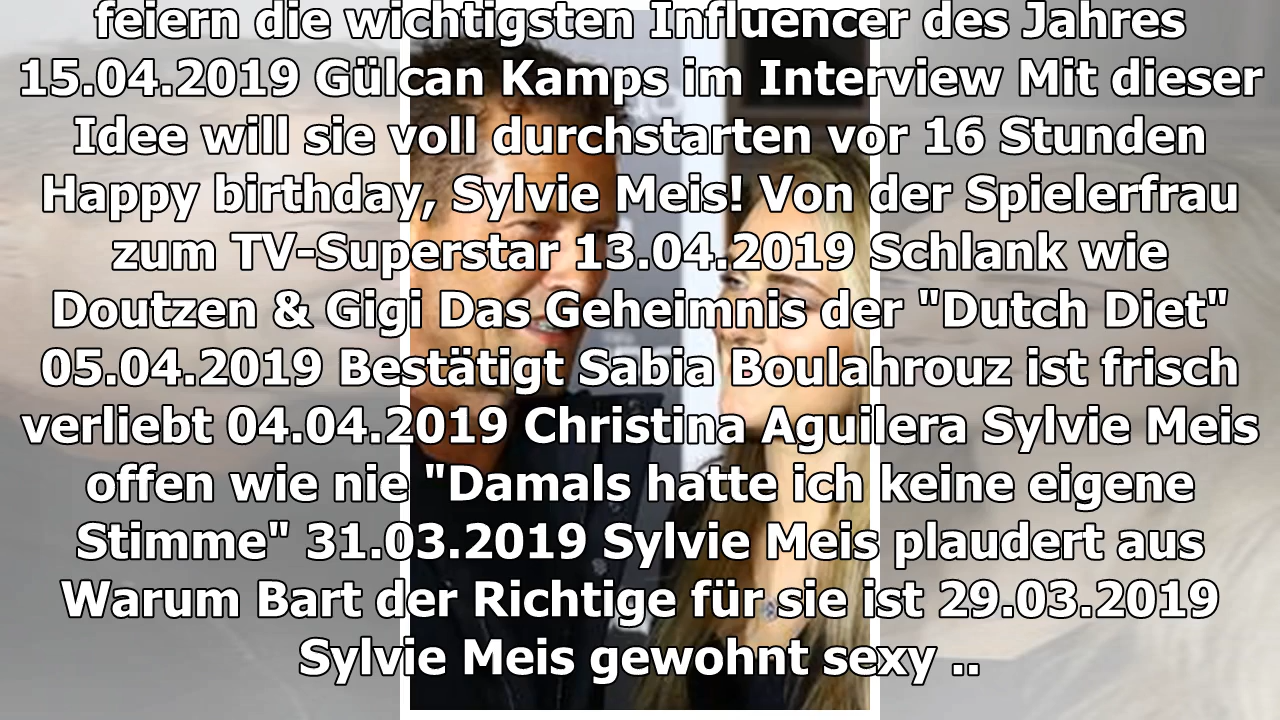 feiern die wichtigsten Influencer des Jahres
15.04.2019 Gülcan Kamps im Interview Mit dieser
Idee will sie voll durchstarten vor 16 Stunden
Happy birthday, Sylvie Meis! Von der Spielerfrau
zum TV-Superstar 13.04.2019 Schlank wie
Doutzen & Gigi Das Geheimnis der "Dutch Diet"
05.04.2019 Bestätigt Sabia Boulahrouz ist frisch
verliebt 04.04.2019 Christina Aguilera Sylvie Meis
offen wie nie "Damals hatte ich keine eigene
Stimme" 31.03.2019 Sylvie Meis plaudert aus
Warum Bart der Richtige für sie ist 29.03.2019
Sylvie Meis gewohnt sexy ..